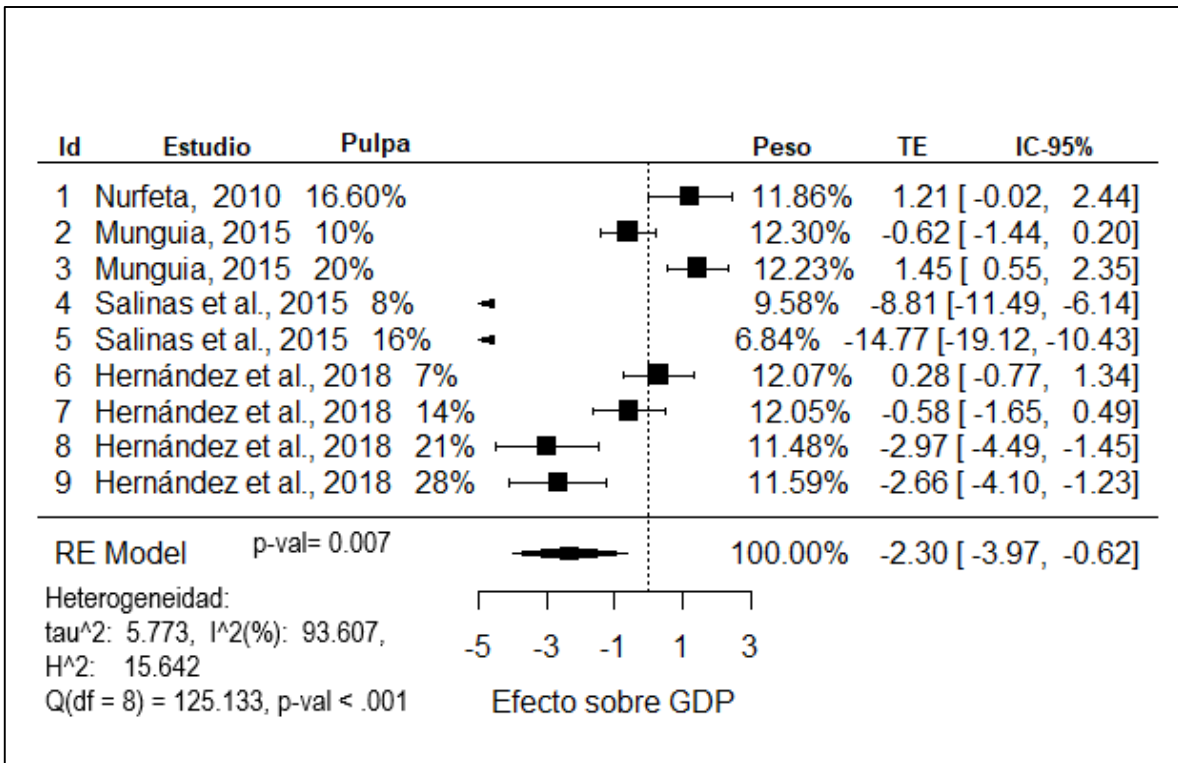 Id Estudio Pulpa Peso TE IC-95%
1 Nurfeta, 2010 16.60% 11.86% 1.21 [ -0.02, 2.44]
2 Munguia, 2015 10% 12.30% -0.62 [ -1.44, 0.20]
3 Munguia, 2015 20% 12.23% 1.45 [ 0.55, 2.35]
4 Salinas et al., 2015 8% 9.58% -8.81 [-11.49, -6.14]
5 Salinas et al., 2015 16% 6.84% -14.77 [-19.12, -10.43]
6 Hernández et al., 2018 7% 12.07% 0.28 [ -0.77, 1.34]
7 Hernández et al., 2018 14% 12.05% -0.58 [ -1.65, 0.49]
8 Hernández et al., 2018 21% 11.48% -2.97 [ -4.49, -1.45]
9 Hernández et al., 2018 28% 11.59% -2.66 [ -4.10, -1.23]
RE Model p-val= 0.007 100.00% -2.30 [ -3.97, -0.62]
Heterogeneidad:
tau^2: 5.773, I^2(%): 93.607,
H^2: 15.642
Q(df = 8) = 125.133, p-val < .001
-5 -3 -1 1 3
Efecto sobre GDP